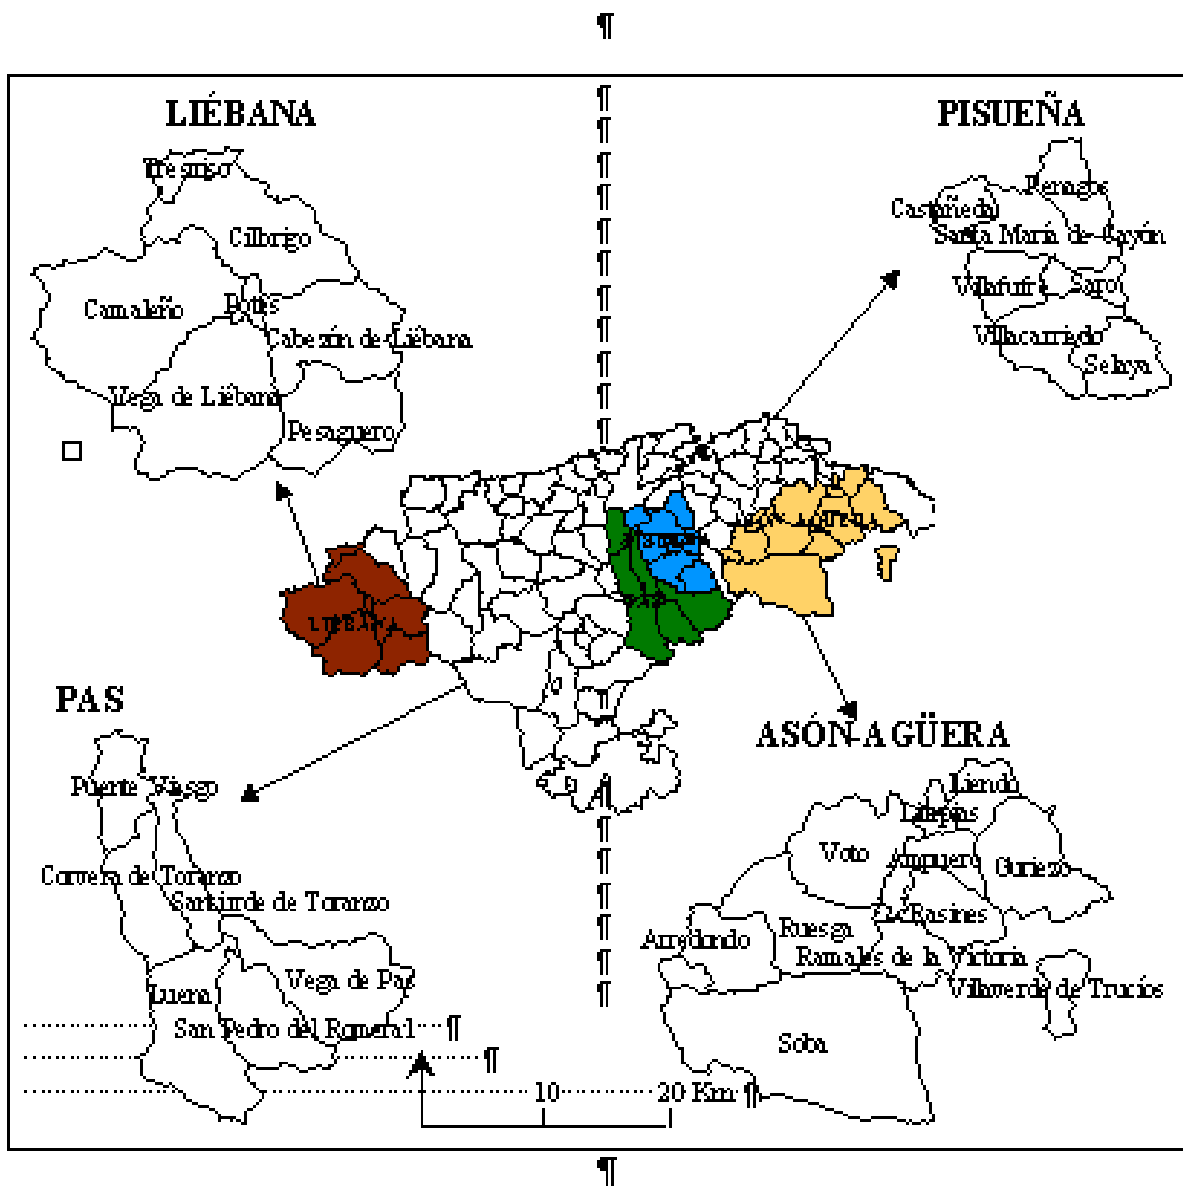 ¶
LIÉBANA
PISUEÑA
Tresviso
Cilbrigo
Camaleño
Potes
Cabezón de Liébana
Vega de Liébana
Pesaguero
Penagos
Castañeda
Santa María de Cayón
Villafufre
Saro
Villacarriedo
Selaya
LIEBANA
PAS
Puente Viesgo
Corvera de Toranzo
Santiurde de Toranzo
Vega de Pas
Luena
San Pedro del Romeral
ASÓN-AGÜERA
Liendo
Limpias
Voto
Ampuero
Guriezo
Rasines
Ruesga
Arredondo
Ramales de la Victoria
Villaverde de Trucíos
Soba
10 20 Km ¶
¶